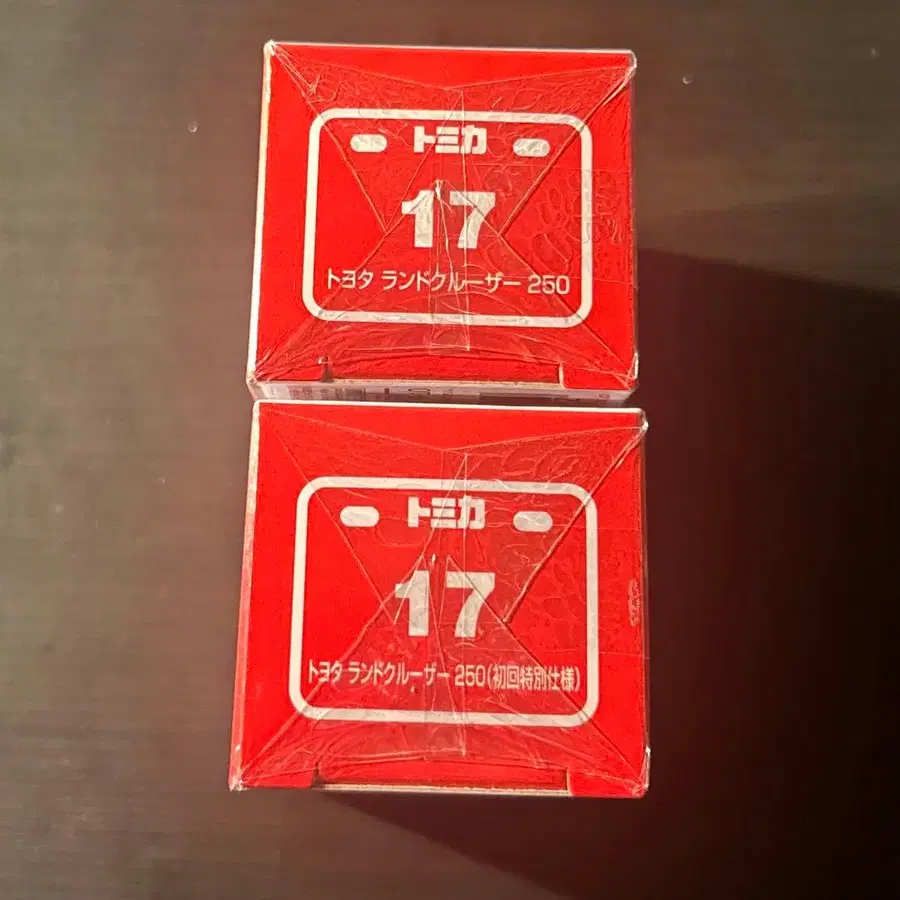 トミカ
17
トヨタ ランドクルーザー 250
トミカ
17
トヨタ ランドクルーザー 250(初回特別仕様)